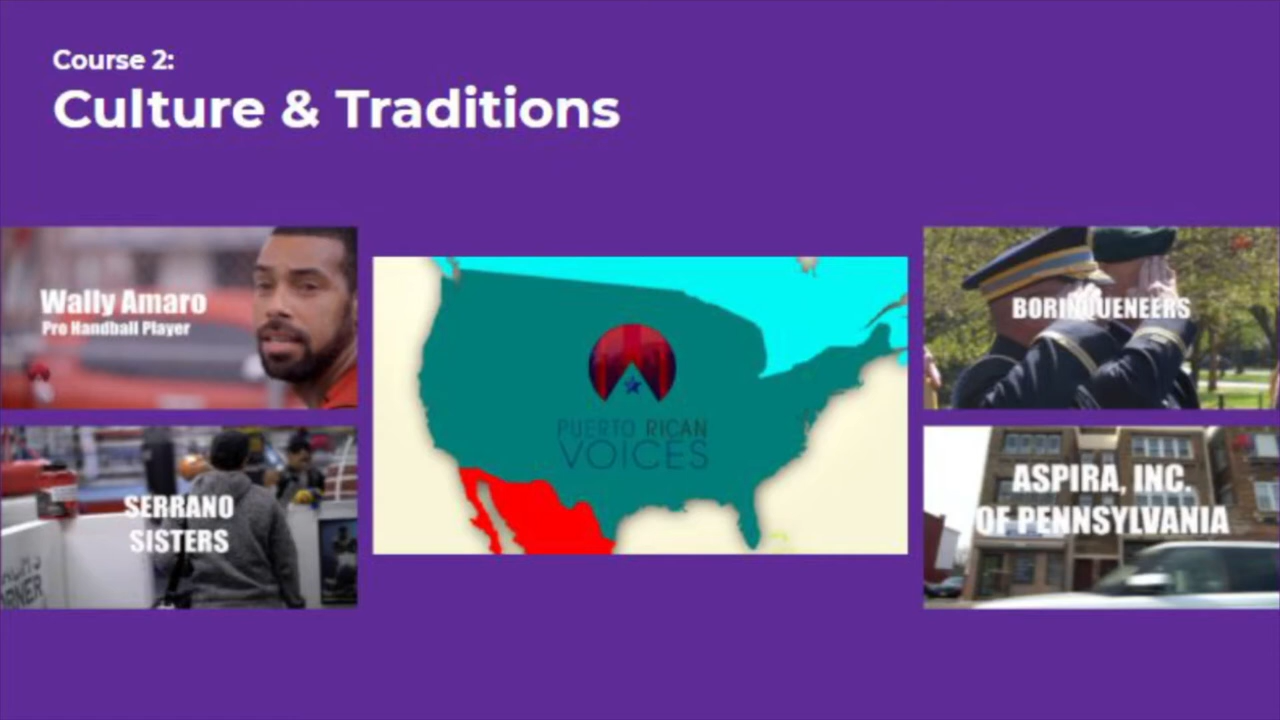 Course 2:
Culture & Traditions
Wally Amaro
Pro Handball Player
SERRANO
SISTERS
PUERTO RICAN
VOICES
BORINQUENEERS
ASPIRA, INC.
OF PENNSYLVANIA